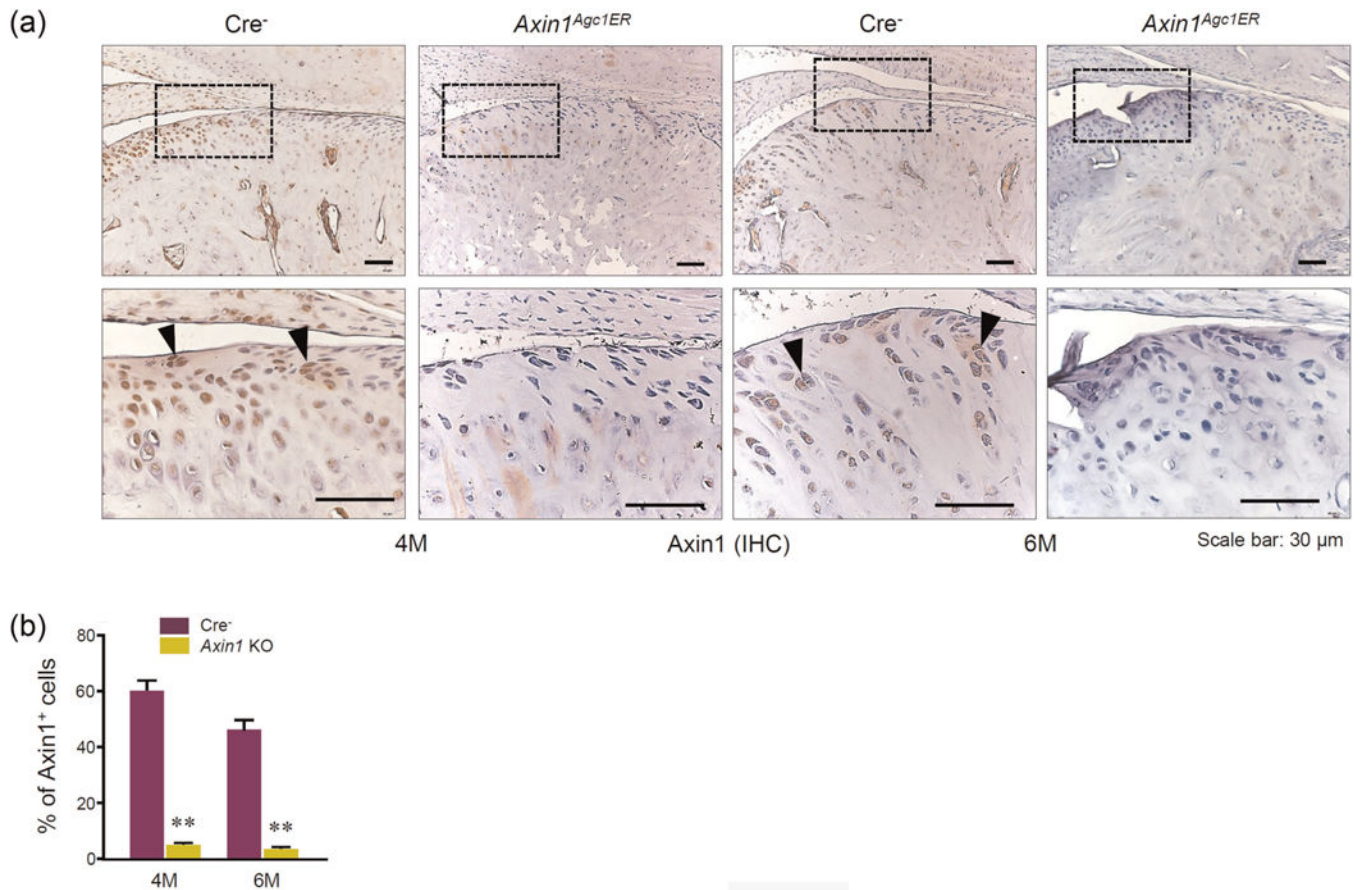 (a)
Cre⁻ Axin1ᴬᵍᶜ¹ᴱᴿ Cre⁻ Axin1ᴬᵍᶜ¹ᴱᴿ
4M Axin1 (IHC) 6M Scale bar: 30 µm
(b)
Cre⁻
Axin1 KO
% of Axin1⁺ cells
80
60
40
20
0
** **
4M 6M